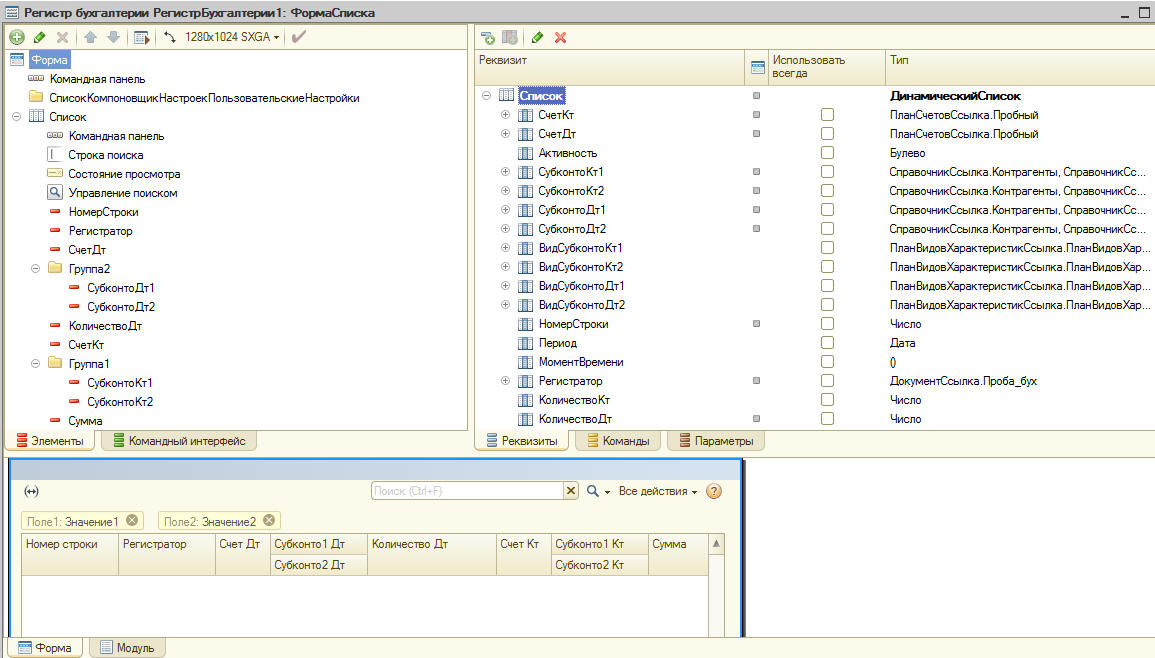 Регистр бухгалтерии РегистрБухгалтерии1: ФормаСписка
1280x1024 SXGA
Форма
Командная панель
СписокКомпоновщикНастроекПользовательскиеНастройки
Список
Командная панель
Строка поиска
Состояние просмотра
Управление поиском
НомерСтроки
Регистратор
СчетДт
Группа2
СубконтоДт1
СубконтоДт2
КоличествоДт
СчетКт
Группа1
СубконтоКт1
СубконтоКт2
Сумма
Элементы
Командный интерфейс
Реквизит
Использовать всегда
Тип
Список ДинамическийСписок
СчетКт ПланСчетовСсылка.Пробный
СчетДт ПланСчетовСсылка.Пробный
Активность Булево
СубконтоКт1 СправочникСсылка.Контрагенты, СправочникСс...
СубконтоКт2 СправочникСсылка.Контрагенты, СправочникСс...
СубконтоДт1 СправочникСсылка.Контрагенты, СправочникСс...
СубконтоДт2 СправочникСсылка.Контрагенты, СправочникСс...
ВидСубконтоКт1 ПланВидовХарактеристикСсылка.ПланВидовХар...
ВидСубконтоКт2 ПланВидовХарактеристикСсылка.ПланВидовХар...
ВидСубконтоДт1 ПланВидовХарактеристикСсылка.ПланВидовХар...
ВидСубконтоДт2 ПланВидовХарактеристикСсылка.ПланВидовХар...
НомерСтроки Число
Период Дата
МоментВремени ()
Регистратор ДокументСсылка.Проба_бух
КоличествоКт Число
КоличествоДт Число
Реквизиты
Команды
Параметры
Поиск (Ctrl+F)
Все действия
Поле1: Значение1
Поле2: Значение2
Номер строки Регистратор Счет Дт Субконто1 Дт Количество Дт Счет Кт Субконто1 Кт Сумма
Субконто2 Дт Субконто2 Кт
Форма
Модуль